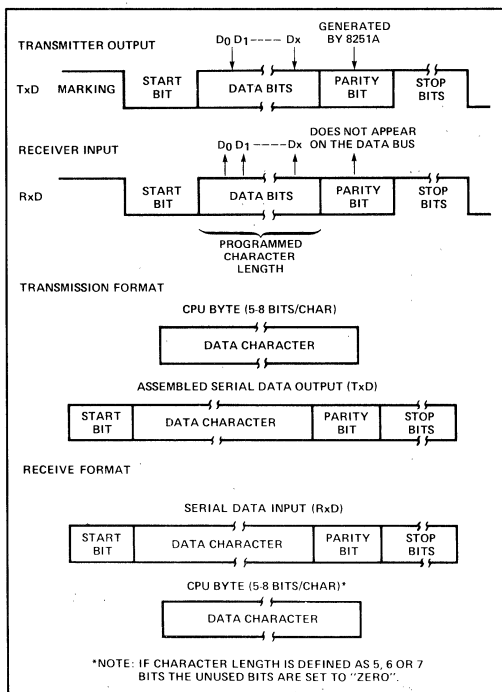 TRANSMITTER OUTPUT
D0 D1 ---- Dx
GENERATED
BY 8251A
TxD MARKING
START
BIT
DATA BITS
PARITY
BIT
STOP
BITS
RECEIVER INPUT
D0 D1 ---- Dx
DOES NOT APPEAR
ON THE DATA BUS
RxD
START
BIT
DATA BITS
PARITY
BIT
STOP
BITS
PROGRAMMED
CHARACTER
LENGTH
TRANSMISSION FORMAT
CPU BYTE (5-8 BITS/CHAR)
DATA CHARACTER
ASSEMBLED SERIAL DATA OUTPUT (TxD)
START
BIT
DATA CHARACTER
PARITY
BIT
STOP
BITS
RECEIVE FORMAT
SERIAL DATA INPUT (RxD)
START
BIT
DATA CHARACTER
PARITY
BIT
STOP
BITS
CPU BYTE (5-8 BITS/CHAR)*
DATA CHARACTER
*NOTE: IF CHARACTER LENGTH IS DEFINED AS 5, 6 OR 7
BITS THE UNUSED BITS ARE SET TO "ZERO".